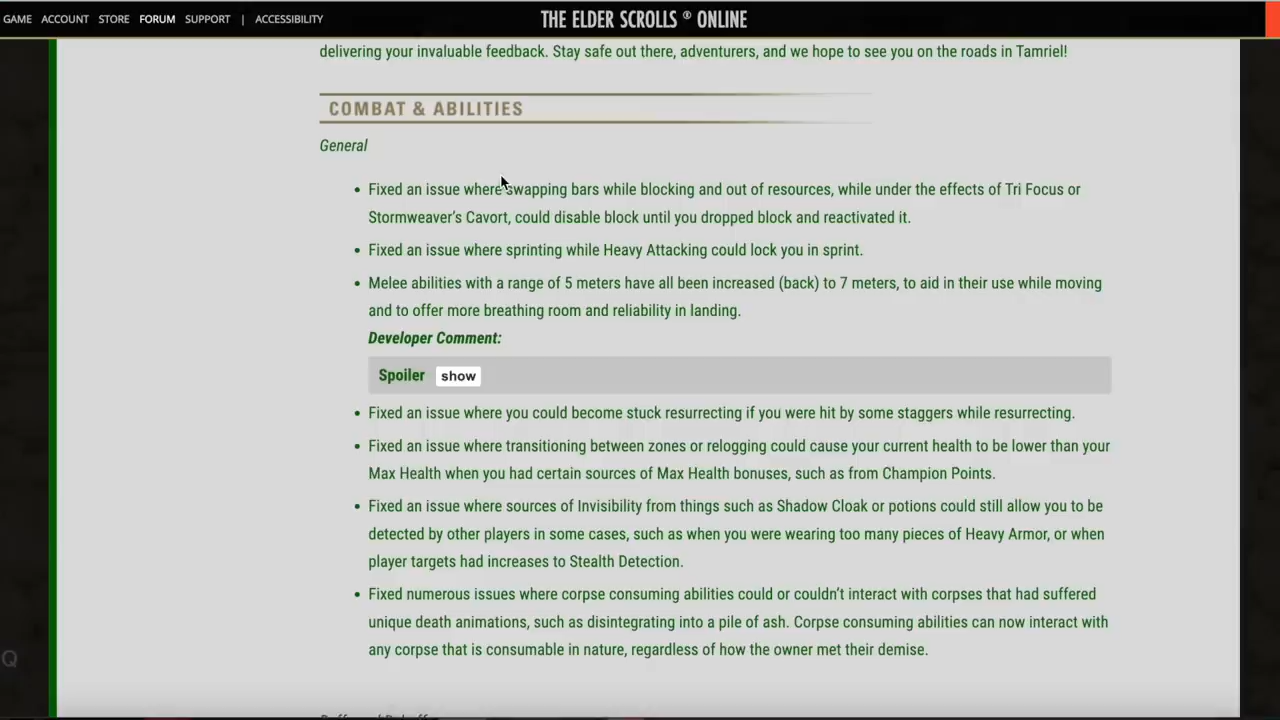 GAME ACCOUNT STORE FORUM SUPPORT | ACCESSIBILITY
THE ELDER SCROLLS ® ONLINE
delivering your invaluable feedback. Stay safe out there, adventurers, and we hope to see you on the roads in Tamriel!
COMBAT & ABILITIES
General
• Fixed an issue where swapping bars while blocking and out of resources, while under the effects of Tri Focus or
Stormweaver's Cavort, could disable block until you dropped block and reactivated it.
• Fixed an issue where sprinting while Heavy Attacking could lock you in sprint.
• Melee abilities with a range of 5 meters have all been increased (back) to 7 meters, to aid in their use while moving
and to offer more breathing room and reliability in landing.
Developer Comment:
Spoiler show
• Fixed an issue where you could become stuck resurrecting if you were hit by some staggers while resurrecting.
• Fixed an issue where transitioning between zones or relogging could cause your current health to be lower than your
Max Health when you had certain sources of Max Health bonuses, such as from Champion Points.
• Fixed an issue where sources of Invisibility from things such as Shadow Cloak or potions could still allow you to be
detected by other players in some cases, such as when you were wearing too many pieces of Heavy Armor, or when
player targets had increases to Stealth Detection.
• Fixed numerous issues where corpse consuming abilities could or couldn't interact with corpses that had suffered
unique death animations, such as disintegrating into a pile of ash. Corpse consuming abilities can now interact with
any corpse that is consumable in nature, regardless of how the owner met their demise.
Q